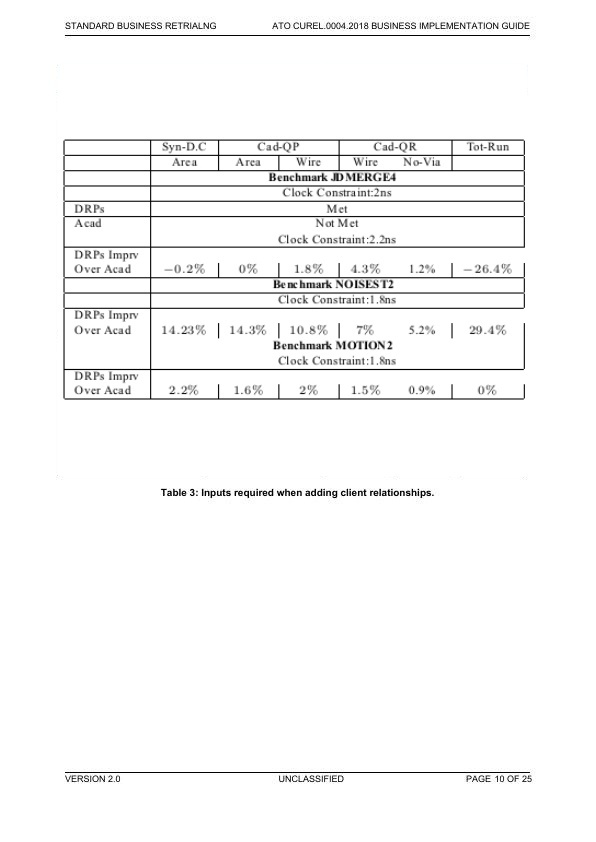 STANDARD BUSINESS RETRIALNG ATO CUREL.0004.2018 BUSINESS IMPLEMENTATION GUIDE
Syn-D.C Cad-QP Cad-QR Tot-Run
Area Area Wire Wire No-Via
Benchmark JDMERGE4
Clock Constraint:2ns
DRPs Met
Acad Not Met
Clock Constraint:2.2ns
DRPs Imprv
Over Acad −0.2% 0% 1.8% 4.3% 1.2% −26.4%
Benchmark NOISEST2
Clock Constraint:1.8ns
DRPs Imprv
Over Acad 14.23% 14.3% 10.8% 7% 5.2% 29.4%
Benchmark MOTION2
Clock Constraint:1.8ns
DRPs Imprv
Over Acad 2.2% 1.6% 2% 1.5% 0.9% 0%
Table 3: Inputs required when adding client relationships.
VERSION 2.0 UNCLASSIFIED PAGE 10 OF 25